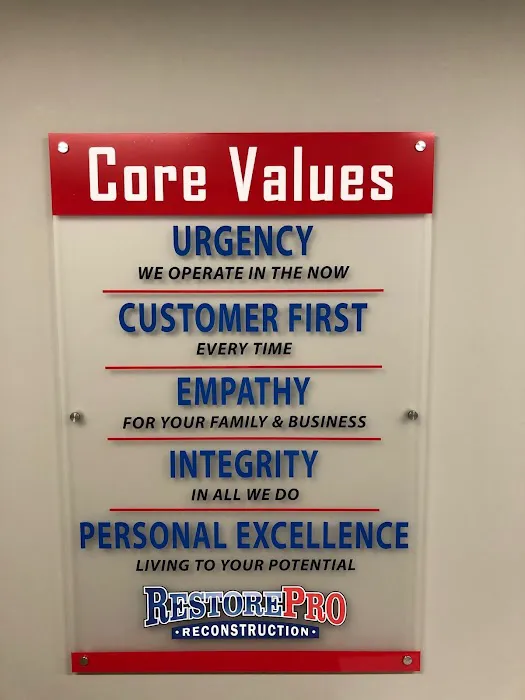 Core Values
URGENCY
WE OPERATE IN THE NOW
CUSTOMER FIRST
EVERY TIME
EMPATHY
FOR YOUR FAMILY & BUSINESS
INTEGRITY
IN ALL WE DO
PERSONAL EXCELLENCE
LIVING TO YOUR POTENTIAL
RESTOREPRO
•RECONSTRUCTION•